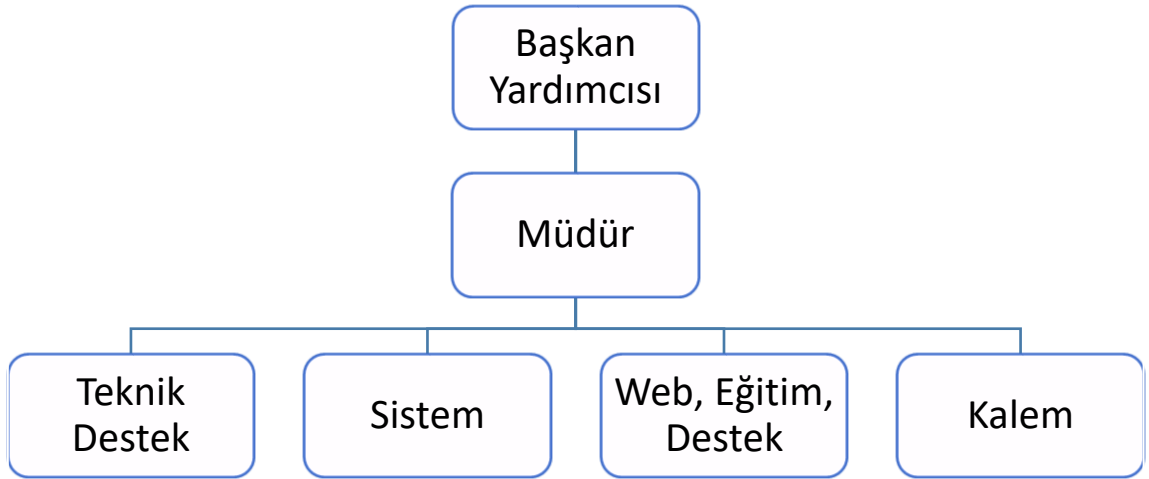 Başkan
Yardımcısı
Müdür
Teknik
Destek
Sistem
Web, Eğitim,
Destek
Kalem